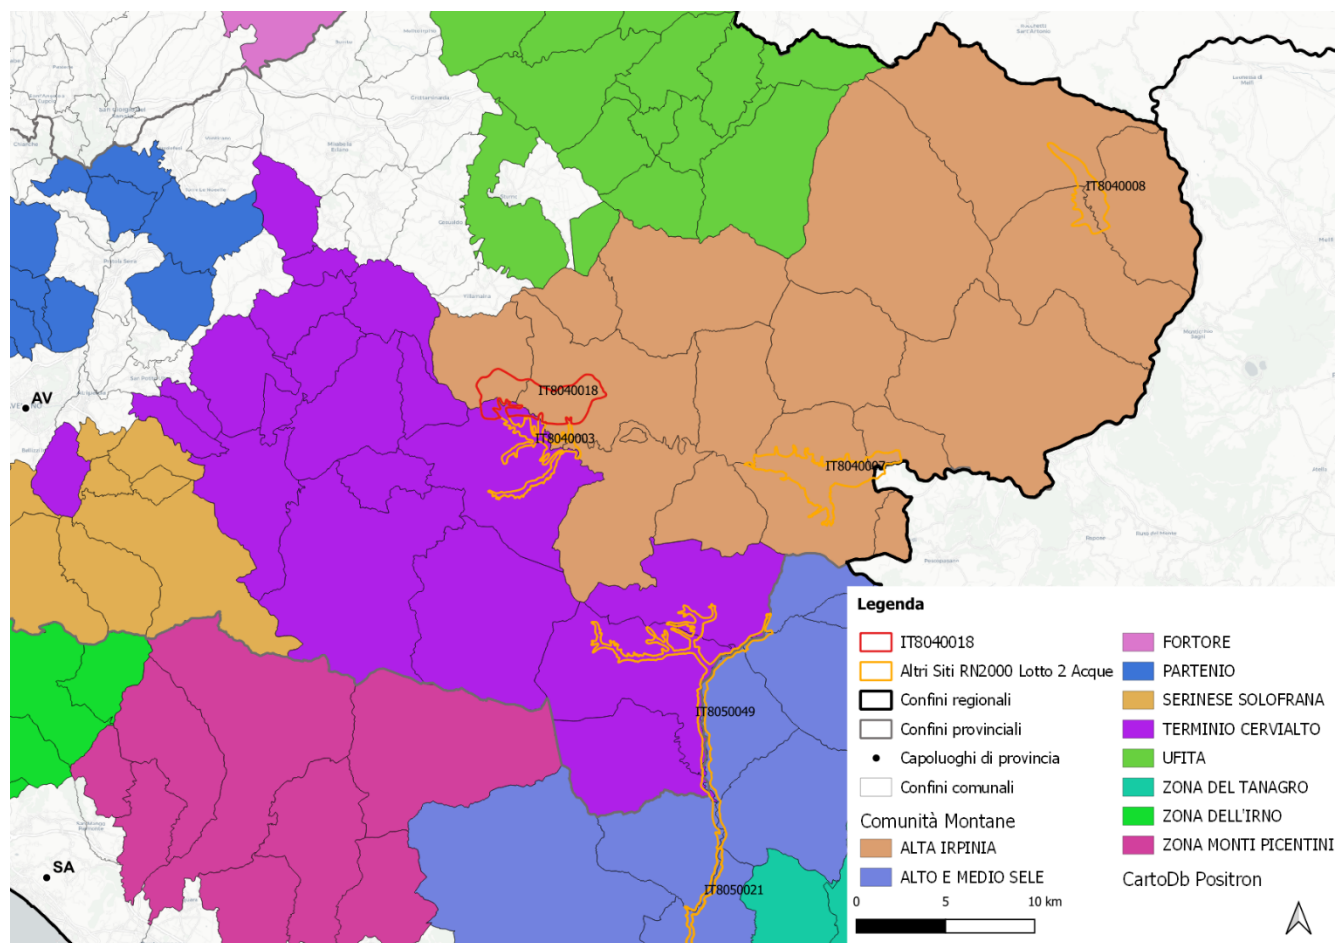 IT8040008
IT8040018
AV
IT8040003
IT8040007
IT8050049
SA
IT8050021
Legenda
IT8040018
Altri Siti RN2000 Lotto 2 Acque
Confini regionali
Confini provinciali
Capoluoghi di provincia
Confini comunali
Comunità Montane
ALTA IRPINIA
ALTO E MEDIO SELE
FORTORE
PARTENIO
SERINESE SOLOFRANA
TERMINIO CERVIALTO
UFITA
ZONA DEL TANAGRO
ZONA DELL'IRNO
ZONA MONTI PICENTINI
CartoDb Positron
0 5 10 km